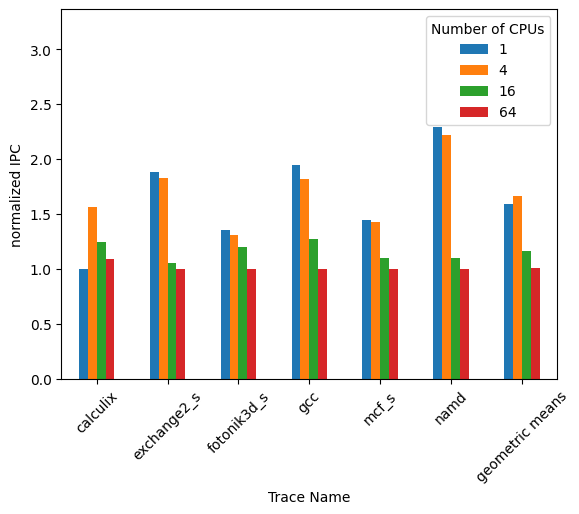 Number of CPUs
1
4
16
64
normalized IPC
3.0
2.5
2.0
1.5
1.0
0.5
0.0
calculix
exchange2_s
fotonik3d_s
gcc
mcf_s
namd
geometric means
Trace Name